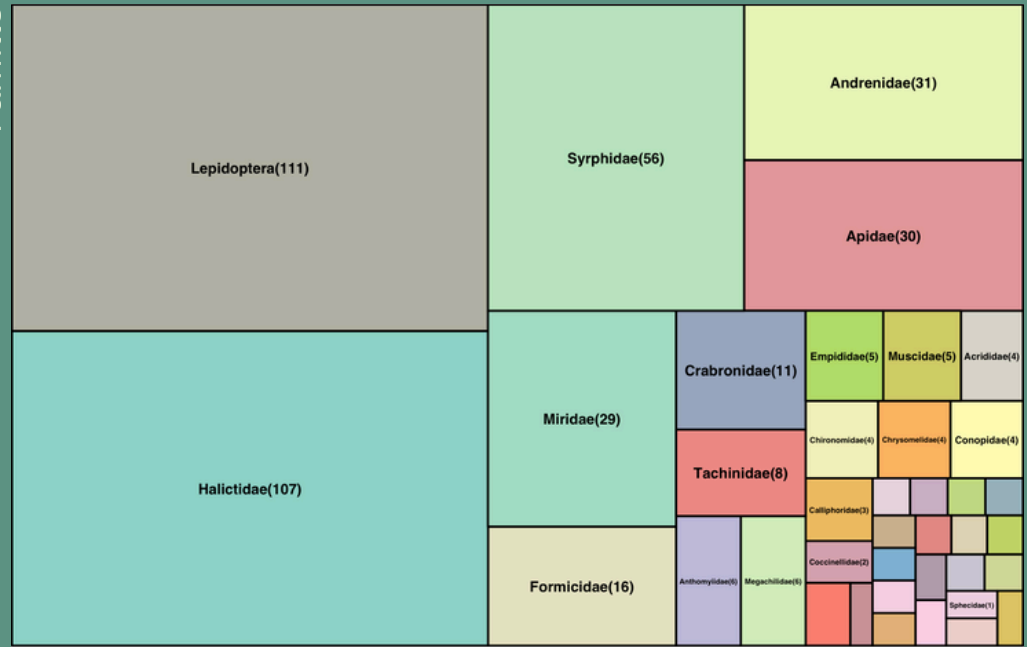 Lepidoptera(111)
Halictidae(107)
Syrphidae(56)
Andrenidae(31)
Apidae(30)
Miridae(29)
Formicidae(16)
Crabronidae(11)
Tachinidae(8)
Anthomyiidae(6)
Megachilidae(6)
Empididae(5)
Muscidae(5)
Acrididae(4)
Chironomidae(4)
Chrysomelidae(4)
Conopidae(4)
Calliphoridae(3)
Coccinellidae(2)
Sphecidae(1)